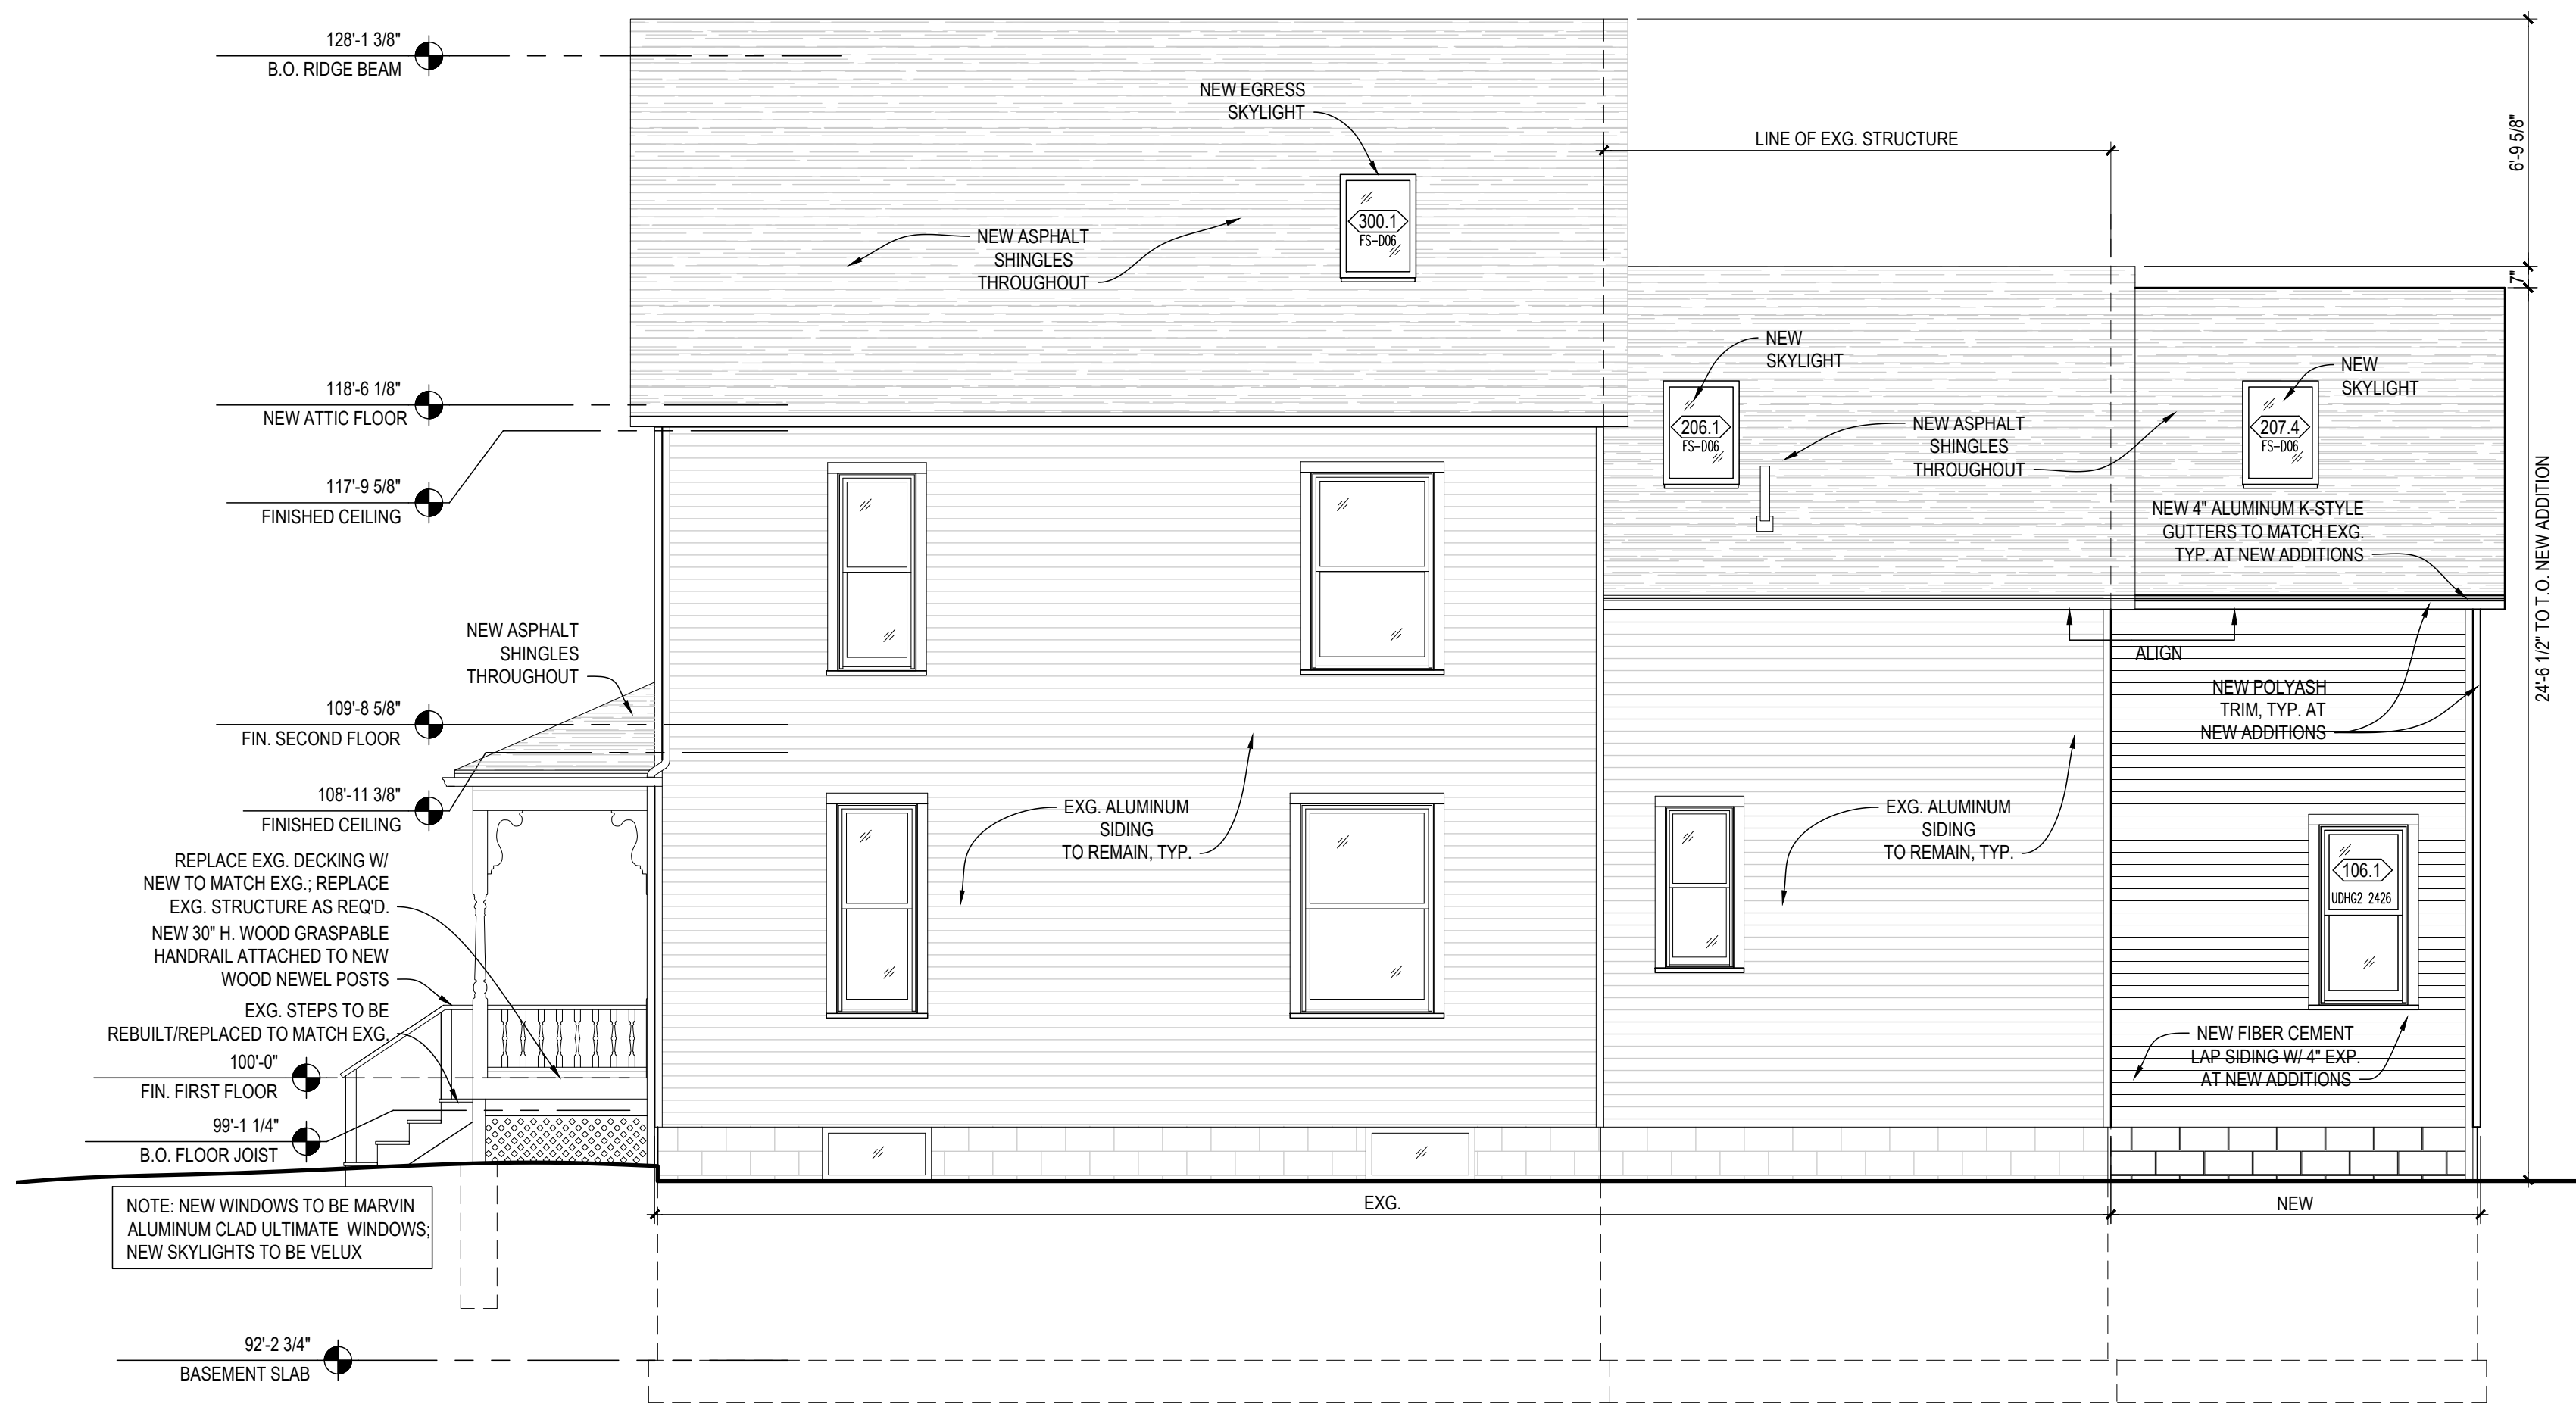 128'-1 3/8"
B.O. RIDGE BEAM
NEW EGRESS
SKYLIGHT
LINE OF EXG. STRUCTURE
6'-9 5/8"
300.1
FS-D06
NEW ASPHALT
SHINGLES
THROUGHOUT
7"
NEW
SKYLIGHT
NEW
SKYLIGHT
118'-6 1/8"
NEW ATTIC FLOOR
206.1
FS-D06
NEW ASPHALT
SHINGLES
THROUGHOUT
207.4
FS-D06
117'-9 5/8"
FINISHED CEILING
NEW 4" ALUMINUM K-STYLE
GUTTERS TO MATCH EXG.
TYP. AT NEW ADDITIONS
24'-6 1/2" TO T.O. NEW ADDITION
NEW ASPHALT
SHINGLES
THROUGHOUT
ALIGN
NEW POLYASH
TRIM, TYP. AT
NEW ADDITIONS
109'-8 5/8"
FIN. SECOND FLOOR
108'-11 3/8"
FINISHED CEILING
EXG. ALUMINUM
SIDING
TO REMAIN, TYP.
EXG. ALUMINUM
SIDING
TO REMAIN, TYP.
106.1
UDHG2 2426
REPLACE EXG. DECKING W/
NEW TO MATCH EXG.; REPLACE
EXG. STRUCTURE AS REQ'D.
NEW 30" H. WOOD GRASPABLE
HANDRAIL ATTACHED TO NEW
WOOD NEWEL POSTS
EXG. STEPS TO BE
REBUILT/REPLACED TO MATCH EXG.
NEW FIBER CEMENT
LAP SIDING W/ 4" EXP.
AT NEW ADDITIONS
100'-0"
FIN. FIRST FLOOR
99'-1 1/4"
B.O. FLOOR JOIST
EXG.
NEW
NOTE: NEW WINDOWS TO BE MARVIN
ALUMINUM CLAD ULTIMATE WINDOWS;
NEW SKYLIGHTS TO BE VELUX
92'-2 3/4"
BASEMENT SLAB